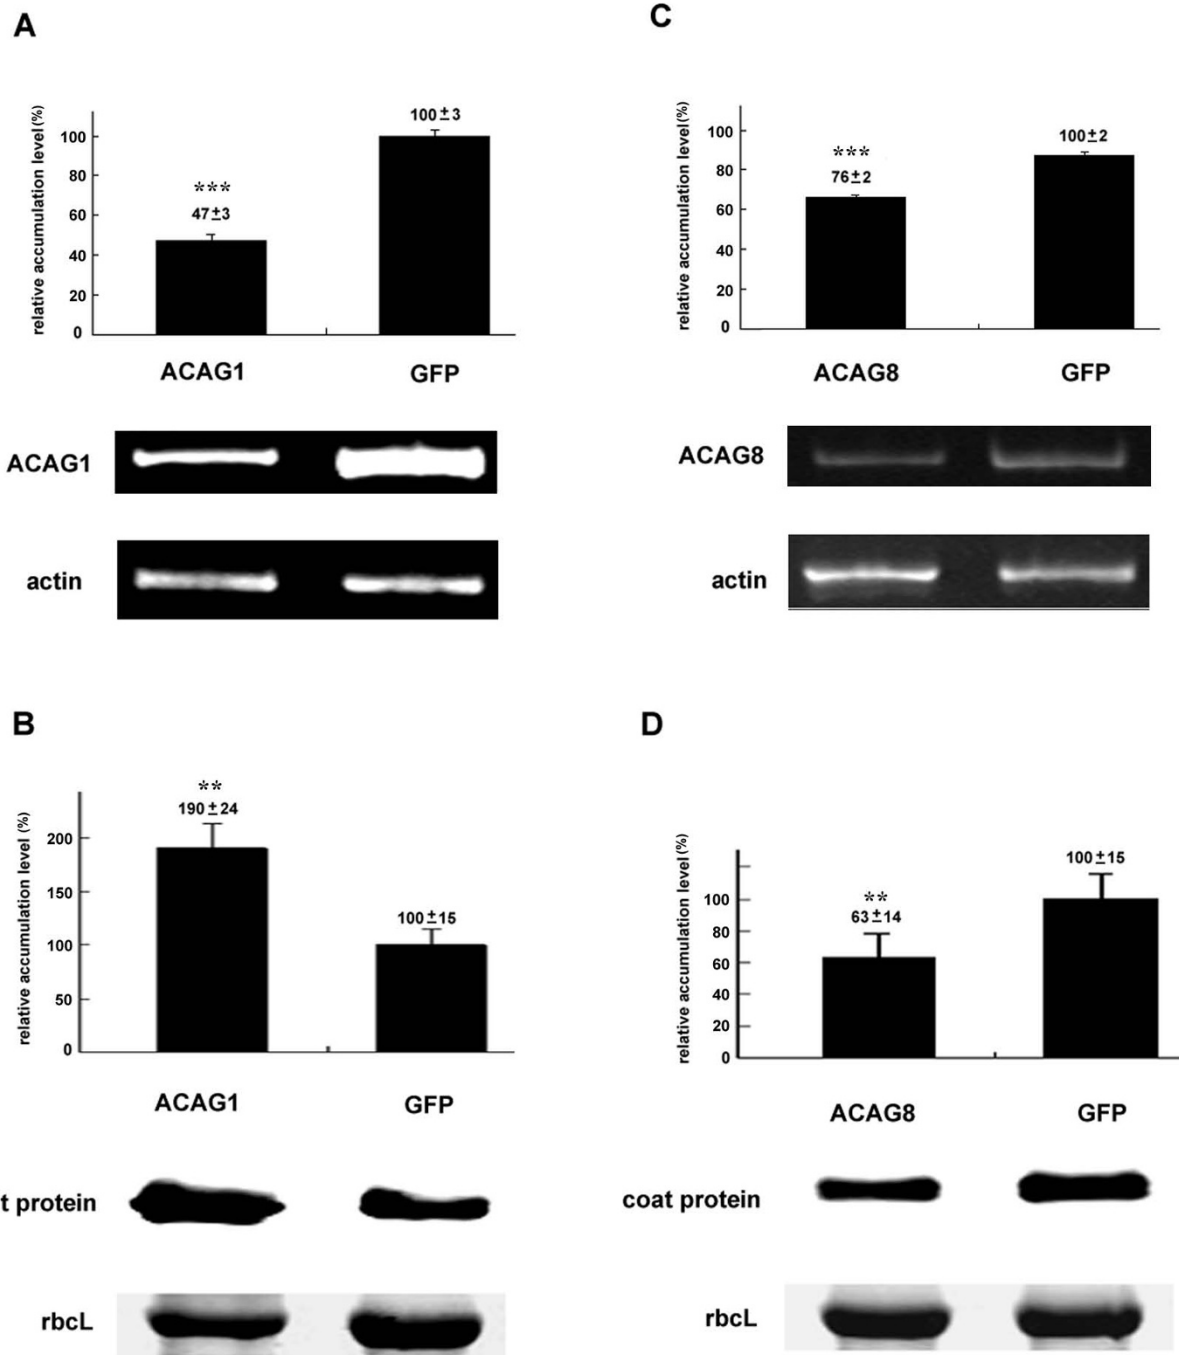 A
relative accumulation level(%)
100
80
60
40
20
0
***
47±3
100±3
ACAG1
GFP
ACAG1
actin
C
relative accumulation level(%)
100
80
60
40
20
0
***
76±2
100±2
ACAG8
GFP
ACAG8
actin
B
relative accumulation level (%)
200
150
100
50
0
**
190±24
100±15
ACAG1
GFP
t protein
rbcL
D
relative accumulation level(%)
100
80
60
40
20
0
**
63±14
100±15
ACAG8
GFP
coat protein
rbcL